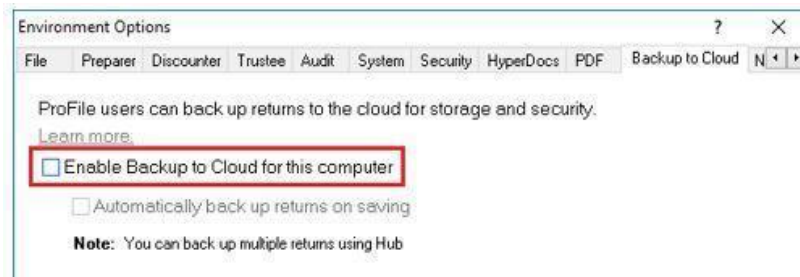 Environment Options ? X
File Preparer Discounter Trustee Audit System Security HyperDocs PDF Backup to Cloud N
ProFile users can back up returns to the cloud for storage and security.
Learn more.
Enable Backup to Cloud for this computer
Automatically back up returns on saving
Note: You can back up multiple returns using Hub